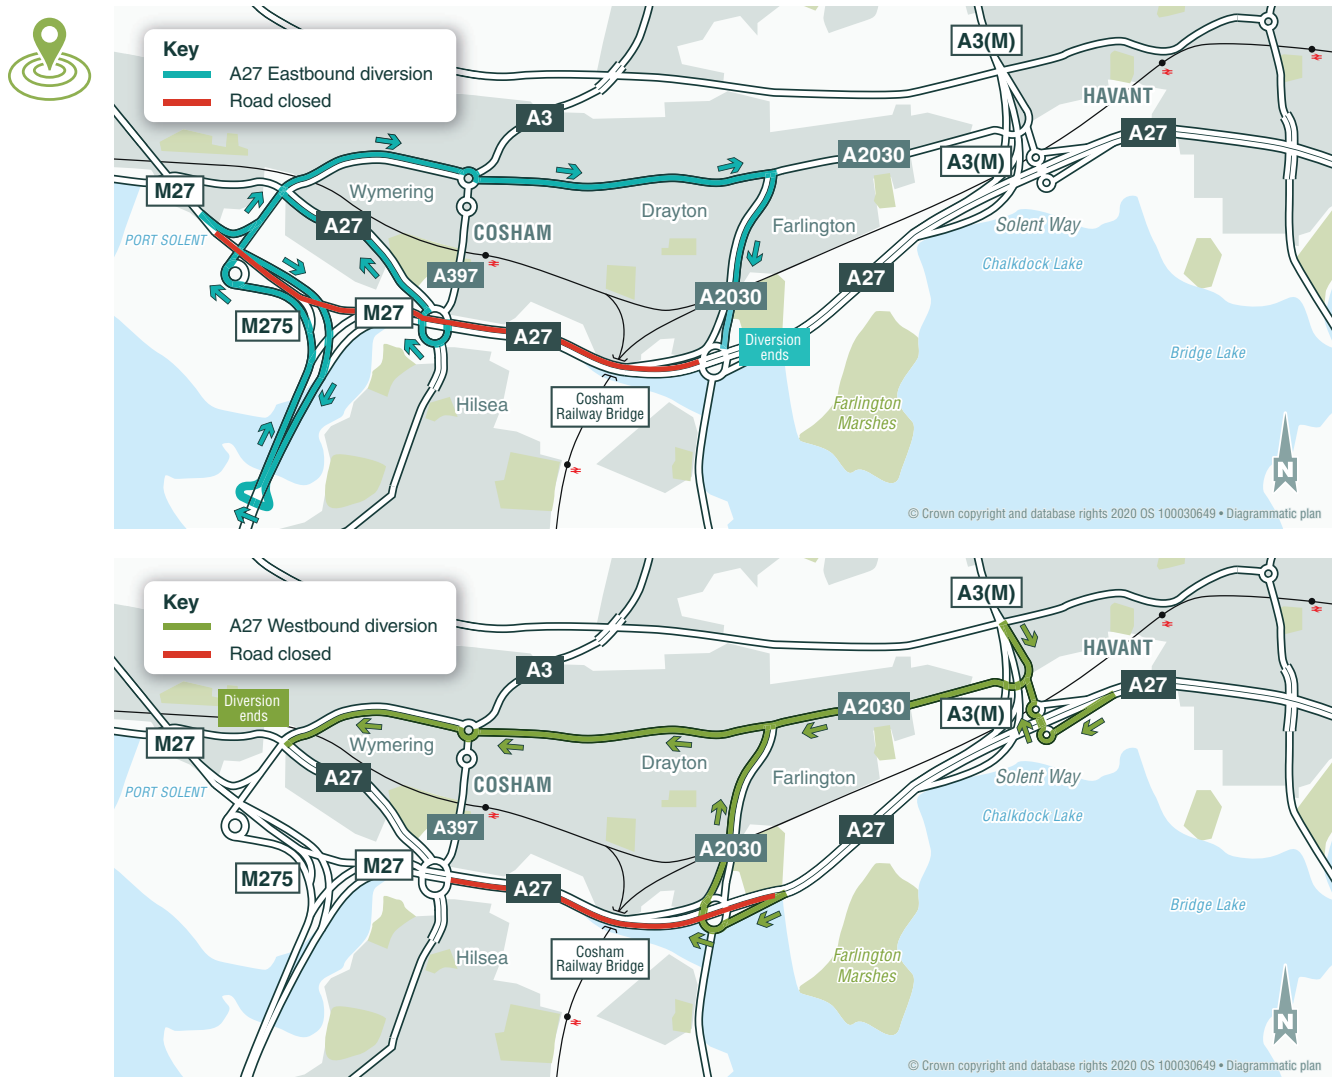 Key
A27 Eastbound diversion
Road closed
A3(M)
HAVANT
A3
A27
A2030
A3(M)
M27
Wymering
Drayton
Farlington
Solent Way
PORT SOLENT
A27
COSHAM
Chalkdock Lake
A397
A27
A2030
M275
M27
A27
Diversion
ends
Bridge Lake
Cosham
Railway Bridge
Hilsea
Farlington
Marshes
N
© Crown copyright and database rights 2020 OS 100030649 • Diagrammatic plan
Key
A27 Westbound diversion
Road closed
A3(M)
HAVANT
A3
A27
Diversion
ends
A2030
A3(M)
M27
Wymering
Drayton
Farlington
Solent Way
PORT SOLENT
A27
COSHAM
Chalkdock Lake
A397
A27
A2030
M275
M27
A27
Bridge Lake
Cosham
Railway Bridge
Hilsea
Farlington
Marshes
N
© Crown copyright and database rights 2020 OS 100030649 • Diagrammatic plan